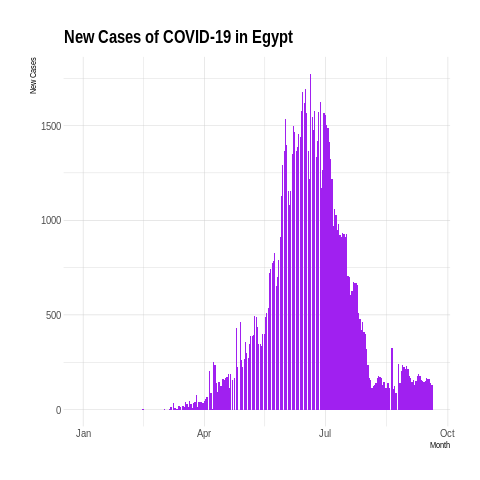 New Cases of COVID-19 in Egypt
New Cases
1500
1000
500
0
Jan Apr Jul Oct
Month